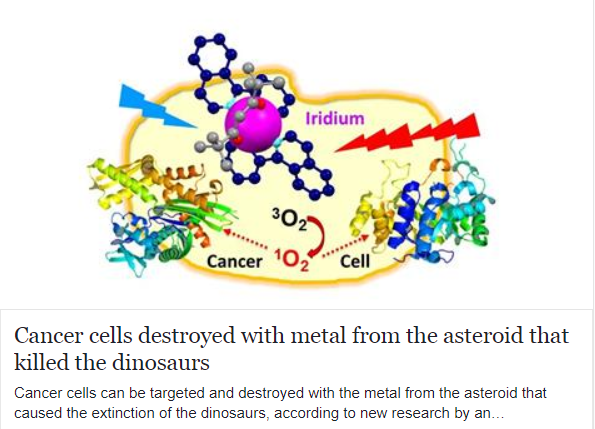 Iridium
³O₂
Cancer ¹O₂ Cell
Cancer cells destroyed with metal from the asteroid that
killed the dinosaurs
Cancer cells can be targeted and destroyed with the metal from the asteroid that
caused the extinction of the dinosaurs, according to new research by an…